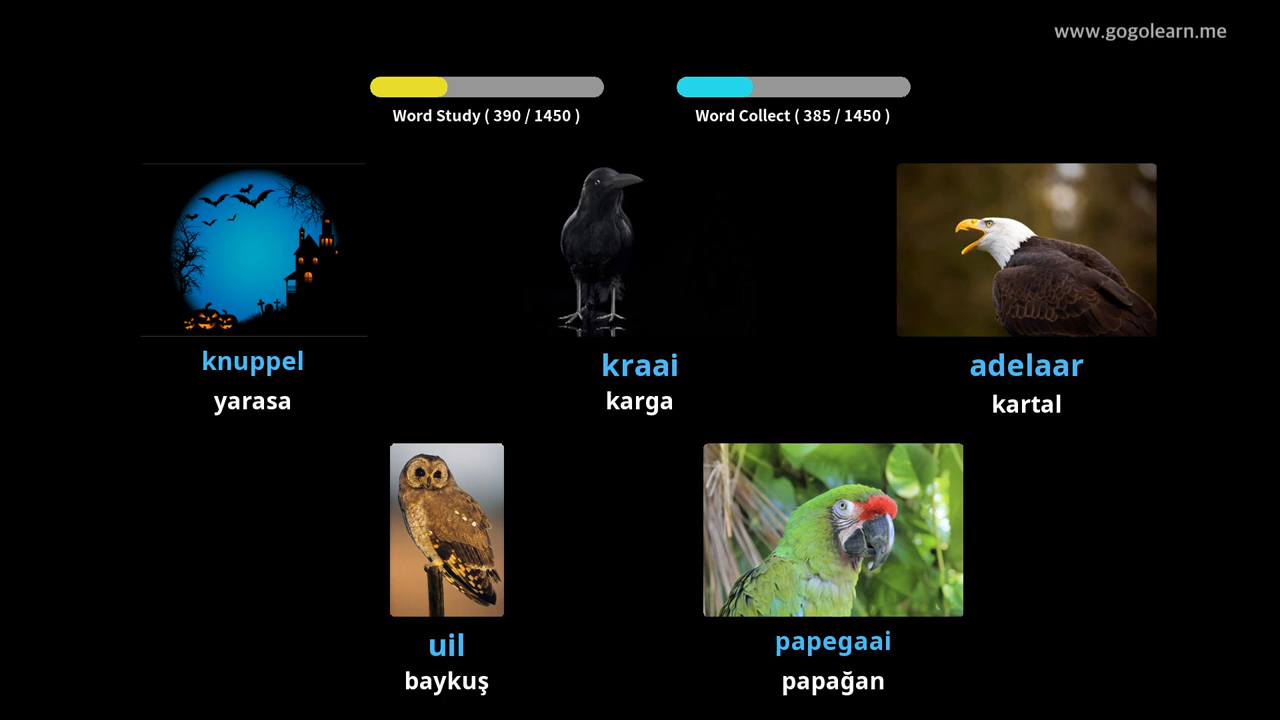 www.gogolearn.me
Word Study ( 390 / 1450 )
Word Collect ( 385 / 1450 )
knuppel
yarasa
kraai
karga
adelaar
kartal
uil
baykuş
papegaai
papağan